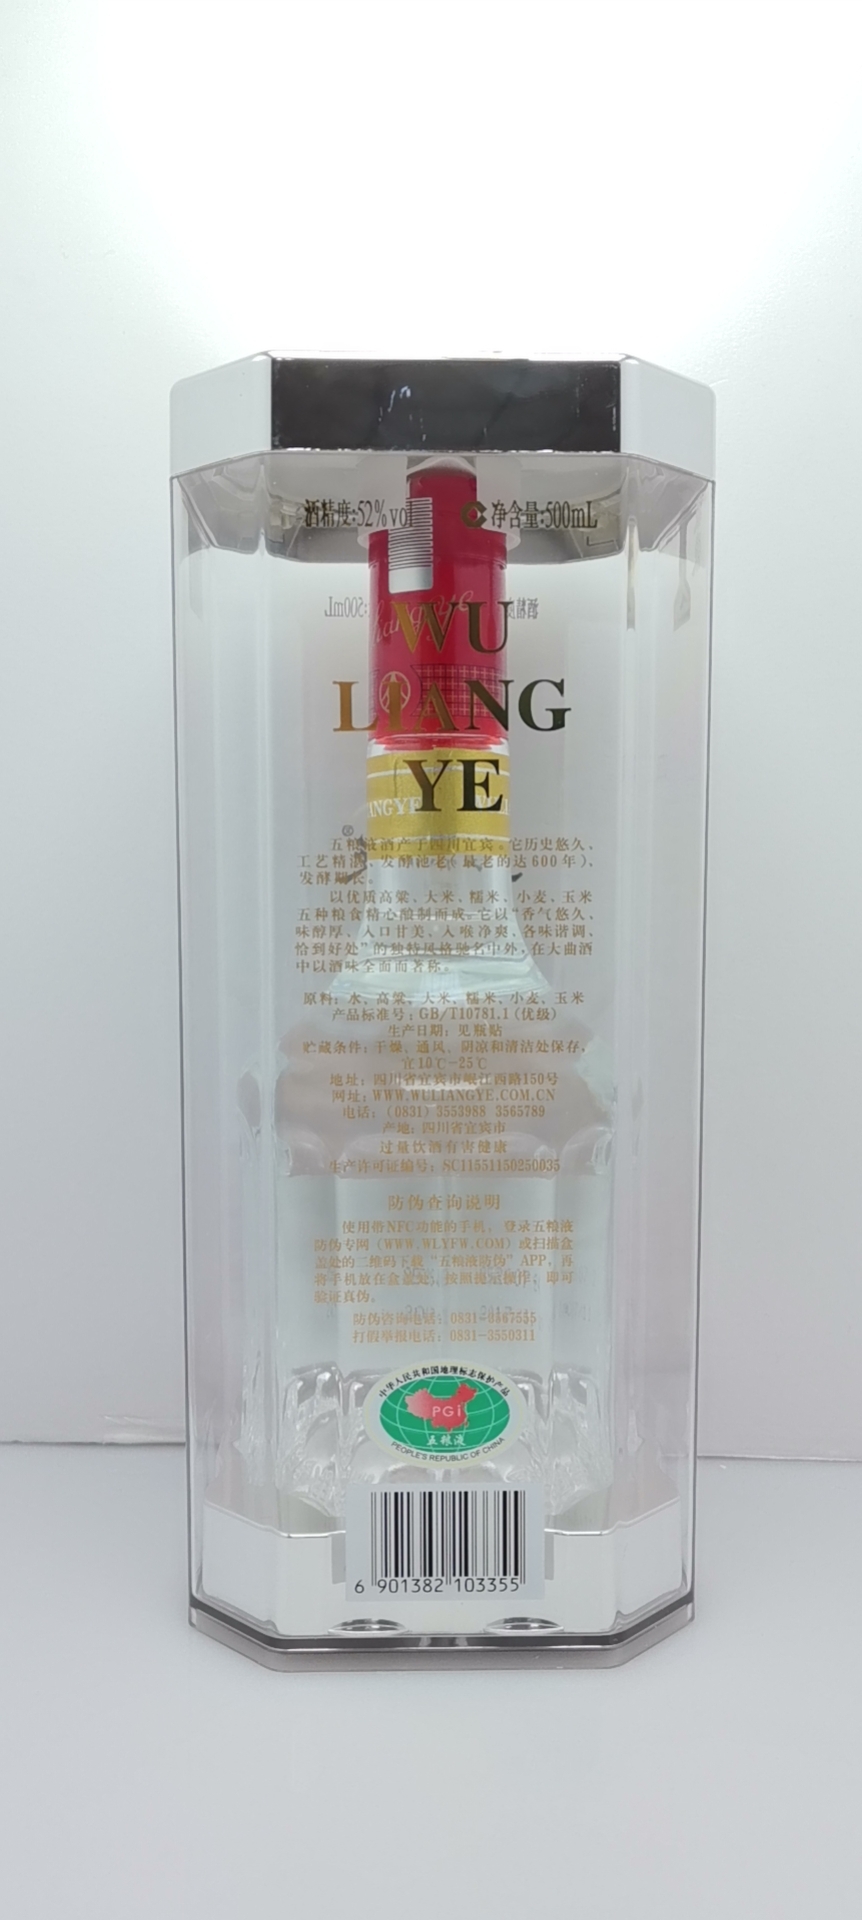 酒精度:52%vol 净含量:500mL
WU
LIANG
YE
五粮液酒产于四川宜宾。它历史悠久、
工艺精湛、发酵池老(最老的达600年)、
发酵期长。
以优质高粱、大米、糯米、小麦、玉米
五种粮食精心酿制而成。它以“香气悠久、
味醇厚、入口甘美、入喉净爽、各味谐调、
恰到好处”的独特风格驰名中外,在大曲酒
中以酒味全面而著称。
原料:水、高粱、大米、糯米、小麦、玉米
产品标准号:GB/T10781.1(优级)
生产日期:见瓶贴
贮藏条件:干燥、通风、阴凉和清洁处保存,
宜10℃-25℃
地址:四川省宜宾市岷江西路150号
网址:WWW.WULIANGYE.COM.CN
电话:(0831) 3553988 3565789
产地:四川省宜宾市
过量饮酒有害健康
生产许可证编号:SC11551150250035
防伪查询说明
使用带NFC功能的手机,登录五粮液
防伪专网(WWW.WLYFW.COM)或扫描盒
盖处的二维码下载“五粮液防伪”APP,再
将手机放在盒盖处,按照提示操作,即可
验证真伪。
防伪咨询电话:0831-3567555
打假举报电话:0831-3550311
中华人民共和国地理标志保护产品
PGi
五粮液
PEOPLE'S REPUBLIC OF CHINA
6 901382 103355